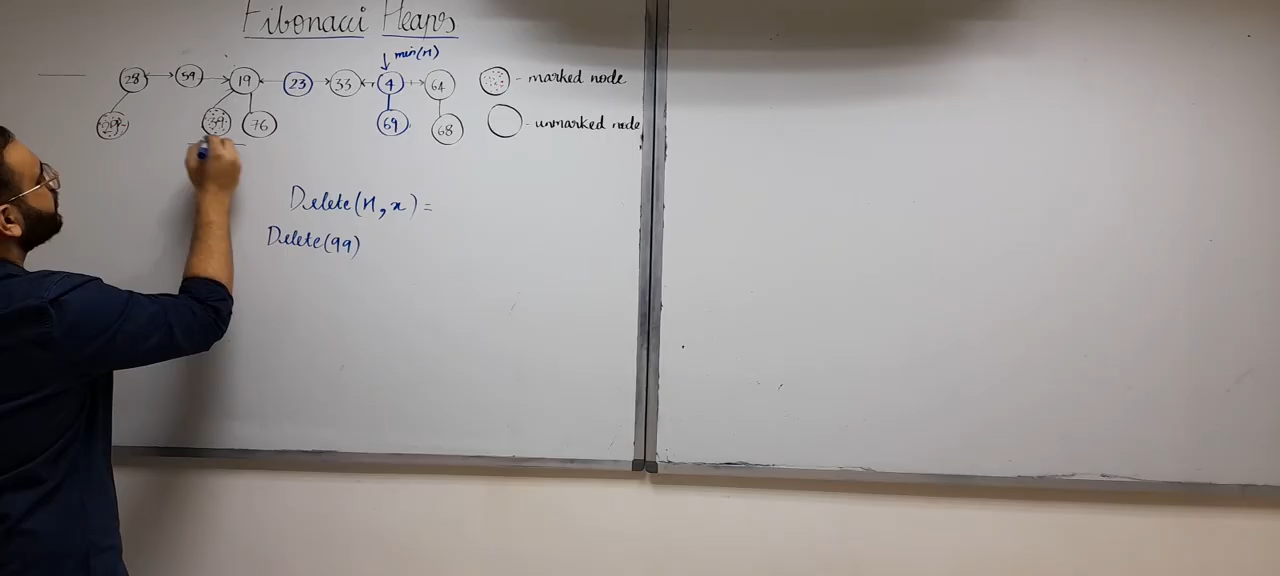 Fibonacci Heaps
min(H)
28 59 19 23 33 4 64 - marked node
39 76 69 68 - unmarked node
Delete(H, x) =
Delete(99)